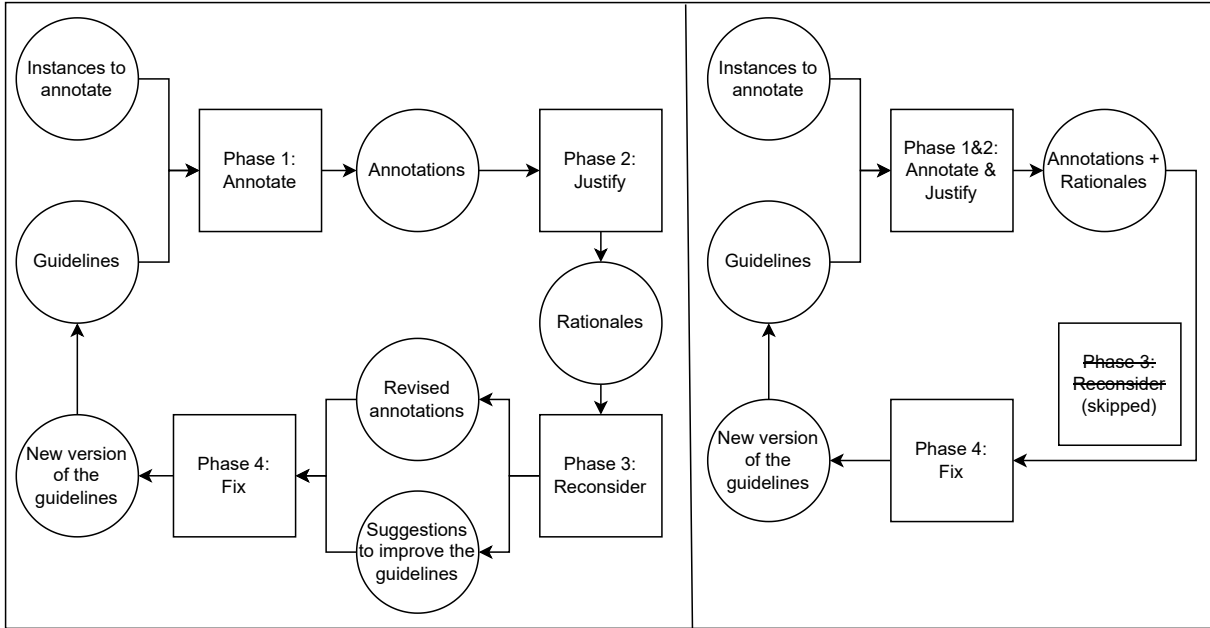 Instances to
annotate
Phase 1:
Annotate
Annotations
Phase 2:
Justify
Guidelines
Rationales
Revised
annotations
New version
of the
guidelines
Phase 4:
Fix
Phase 3:
Reconsider
Suggestions
to improve the
guidelines
Instances to
annotate
Phase 1&2:
Annotate &
Justify
Annotations +
Rationales
Guidelines
Phase 3:
Reconsider
(skipped)
New version
of the
guidelines
Phase 4:
Fix